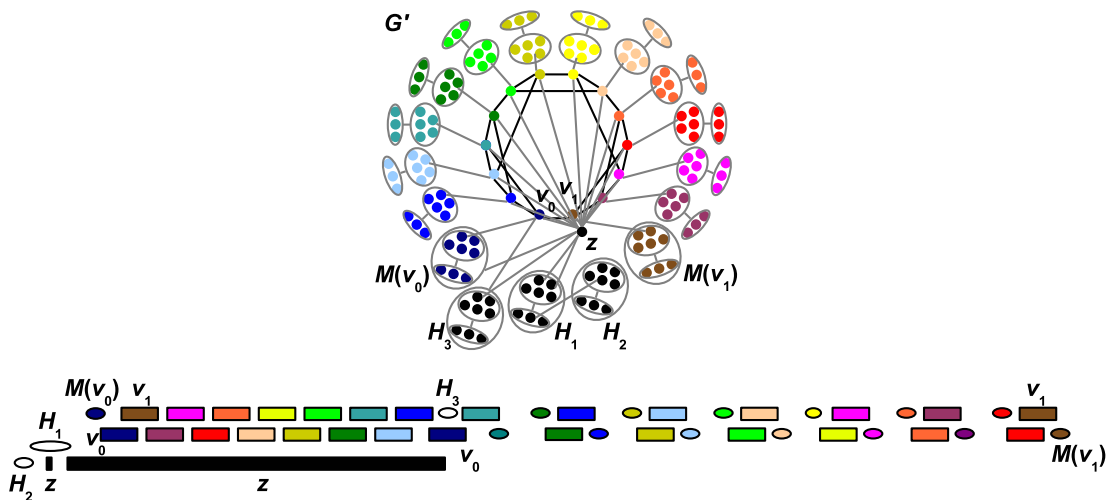 G′
v0 v1
z
M(v0) M(v1)
H3 H1 H2
M(v0) v1 H3 v1
H1
v0 v0 M(v1)
H2 z z